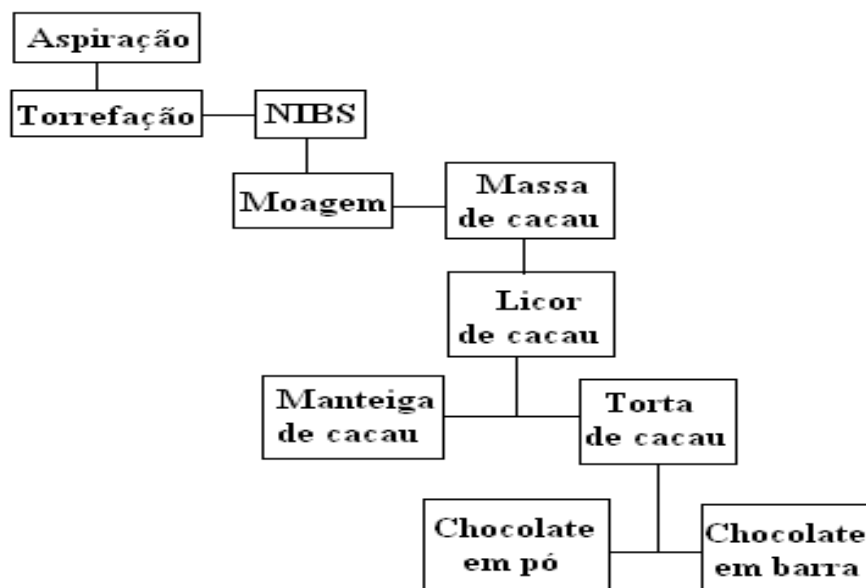 Aspiração
Torrefação
NIBS
Moagem
Massa
de cacau
Licor
de cacau
Manteiga
de cacau
Torta
de cacau
Chocolate
em pó
Chocolate
em barra